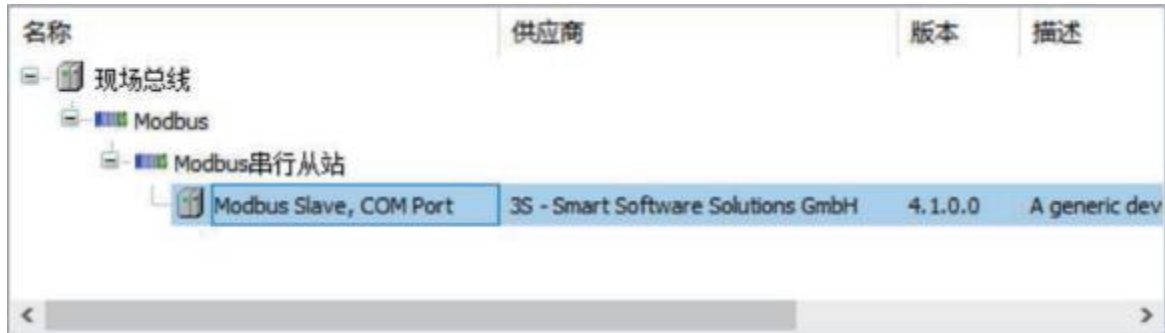 名称 供应商 版本 描述
现场总线
Modbus
Modbus串行从站
Modbus Slave, COM Port 3S - Smart Software Solutions GmbH 4.1.0.0 A generic dev